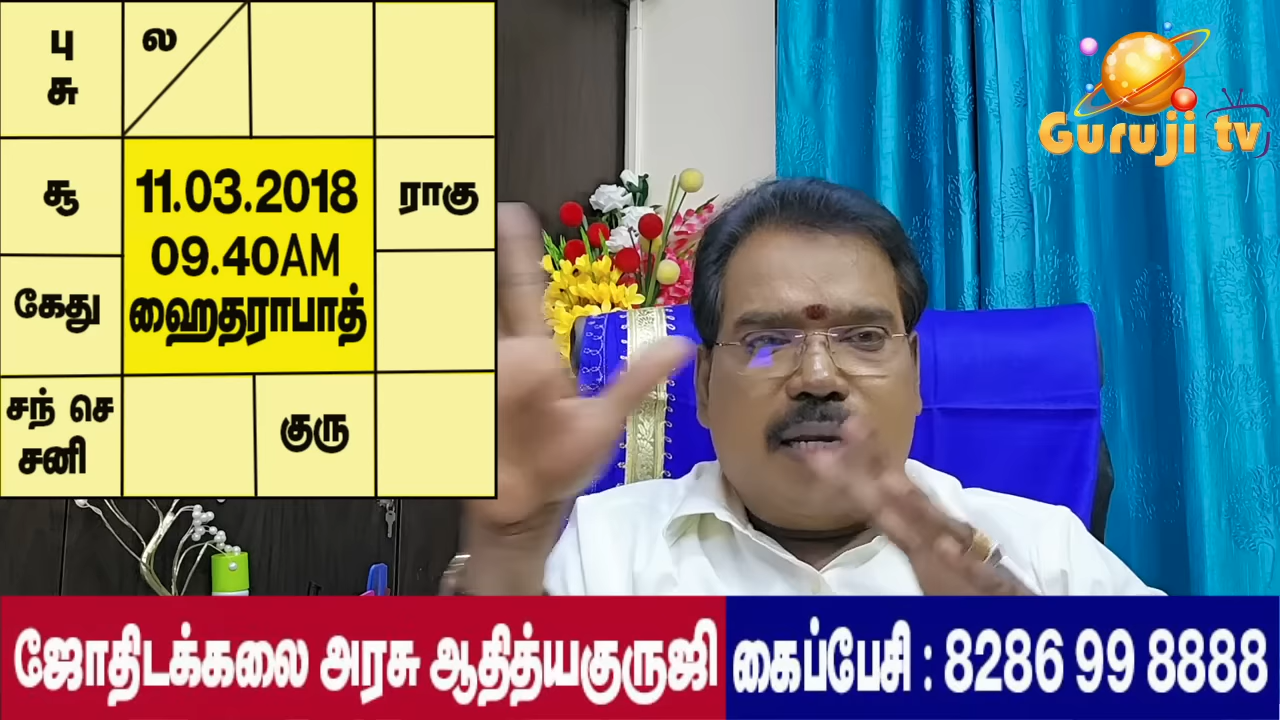 பு
சு
ல
சூ
11.03.2018
09.40AM
ஹைதராபாத்
ராகு
கேது
சந் செ
சனி
குரு
Guruji tv
ஜோதிடக்கலை அரசு ஆதித்யகுருஜி
கைப்பேசி : 8286 99 8888